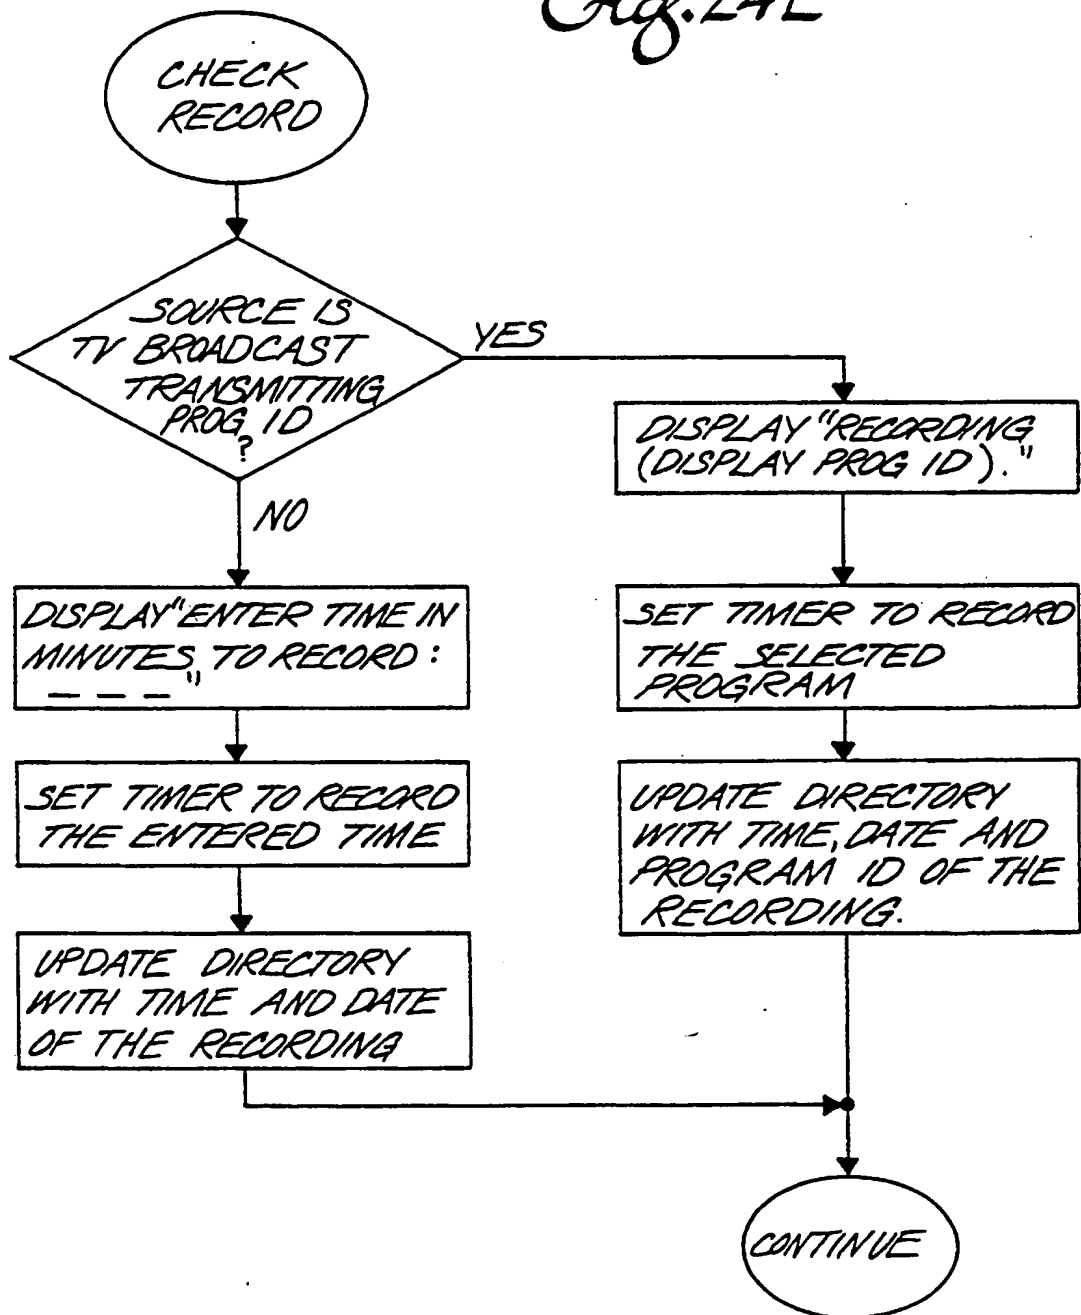 CHECK
RECORD
SOURCE IS
TV BROADCAST
TRANSMITTING
PROG ID
?
YES
NO
DISPLAY "RECORDING
(DISPLAY PROG ID)."
SET TIMER TO RECORD
THE SELECTED
PROGRAM
UPDATE DIRECTORY
WITH TIME, DATE AND
PROGRAM ID OF THE
RECORDING.
DISPLAY "ENTER TIME IN
MINUTES TO RECORD:
_ _ _"
SET TIMER TO RECORD
THE ENTERED TIME
UPDATE DIRECTORY
WITH TIME AND DATE
OF THE RECORDING
CONTINUE